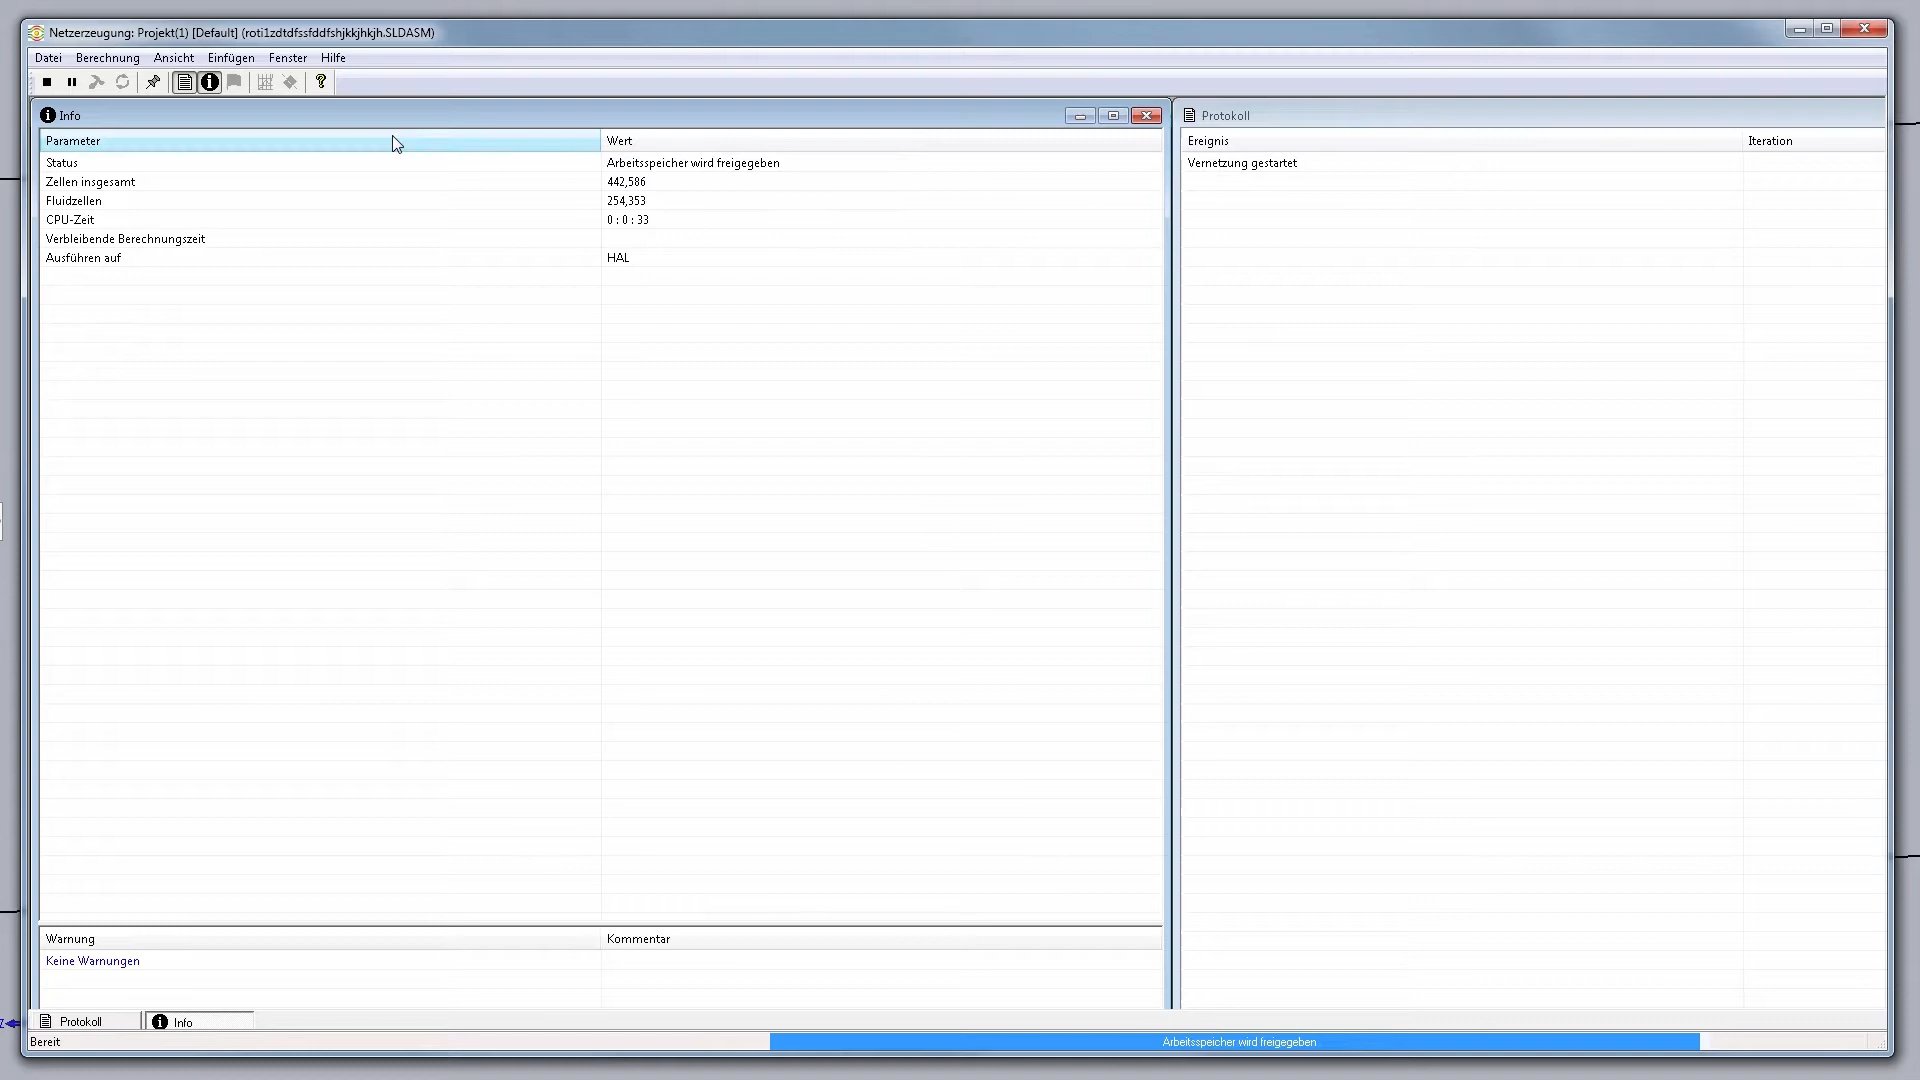 Netzerzeugung: Projekt(1) [Default] (roti1zdtdfssfddfshjkkjhkjh.SLDASM)
Datei Berechnung Ansicht Einfügen Fenster Hilfe
Info
Parameter Wert
Status Arbeitsspeicher wird freigegeben
Zellen insgesamt 442,586
Fluidzellen 254,353
CPU-Zeit 0 : 0 : 33
Verbleibende Berechnungszeit
Ausführen auf HAL
Warnung Kommentar
Keine Warnungen
Protokoll
Ereignis Iteration
Vernetzung gestartet
Protokoll Info
Bereit Arbeitsspeicher wird freigegeben
Z